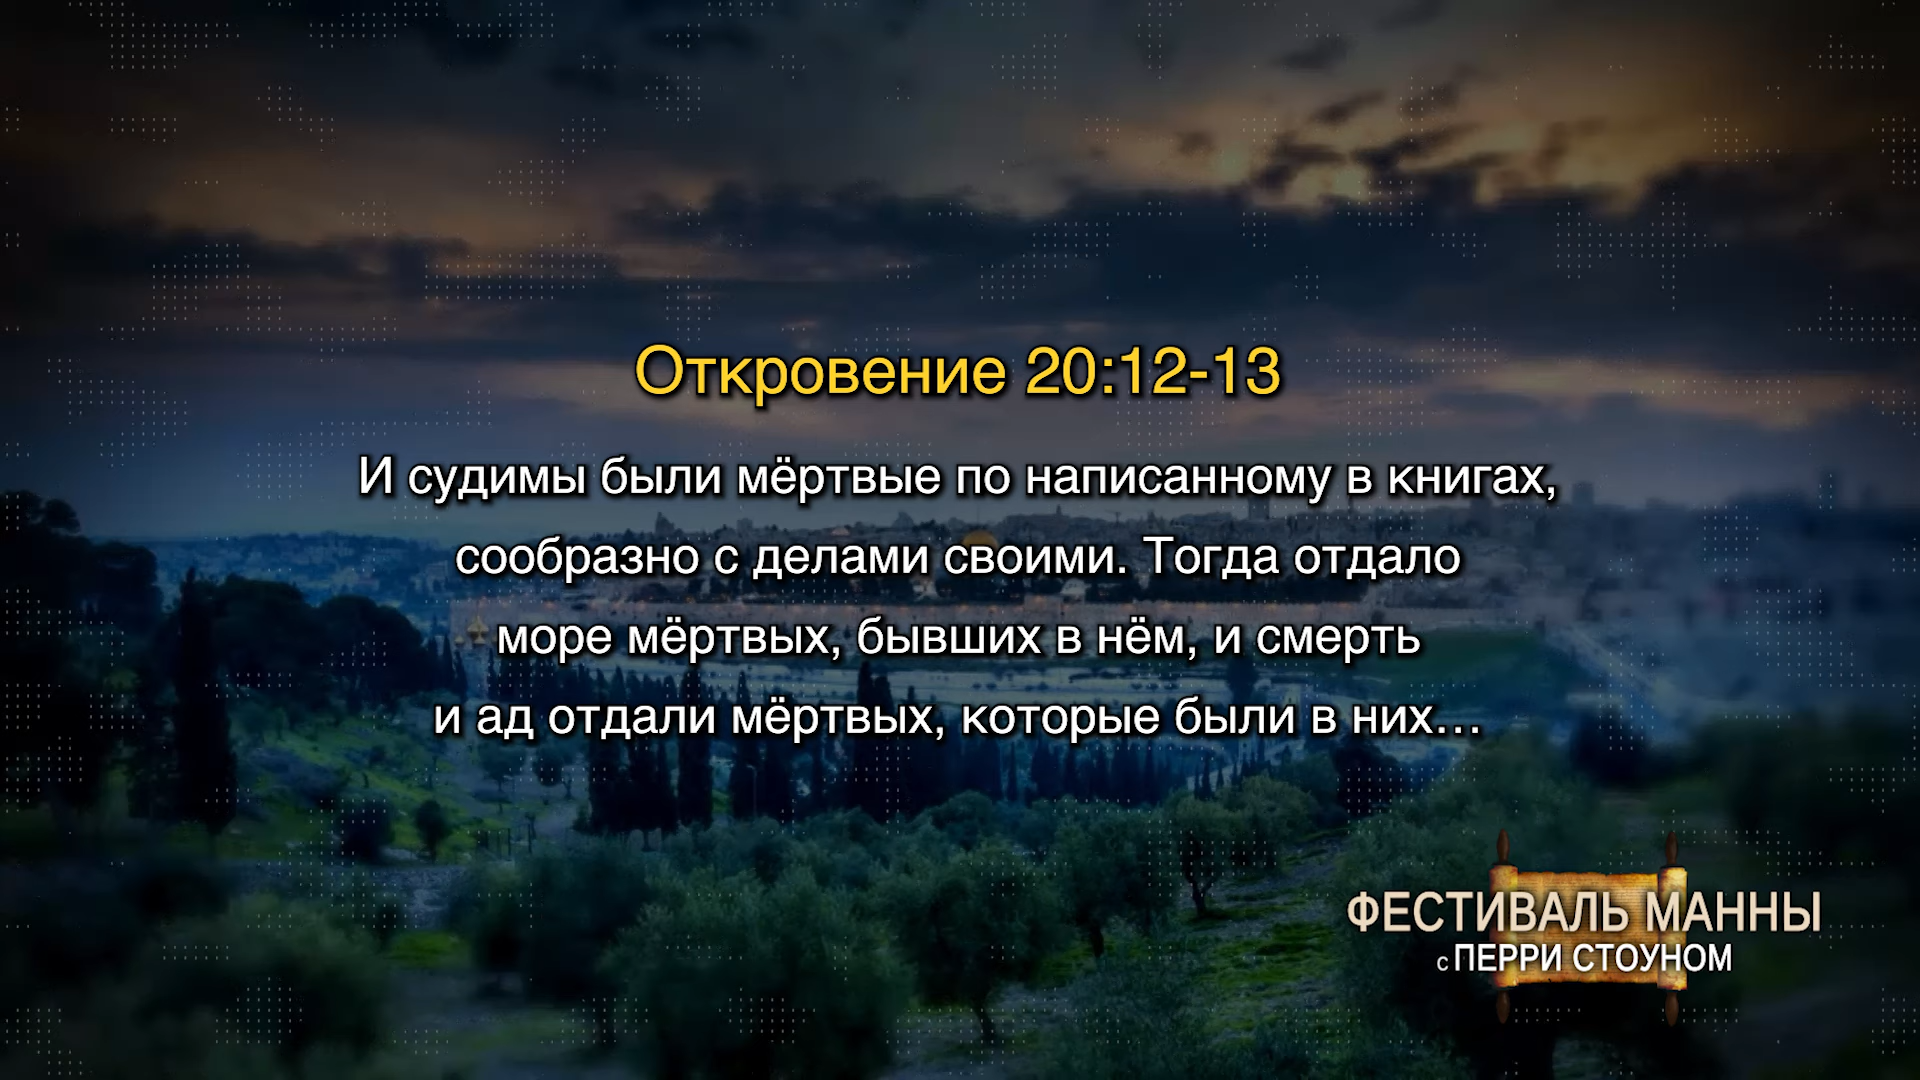 Откровение 20:12-13
И судимы были мёртвые по написанному в книгах,
сообразно с делами своими. Тогда отдало
море мёртвых, бывших в нём, и смерть
и ад отдали мёртвых, которые были в них...
ФЕСТИВАЛЬ МАННЫ
с ПЕРРИ СТОУНОМ